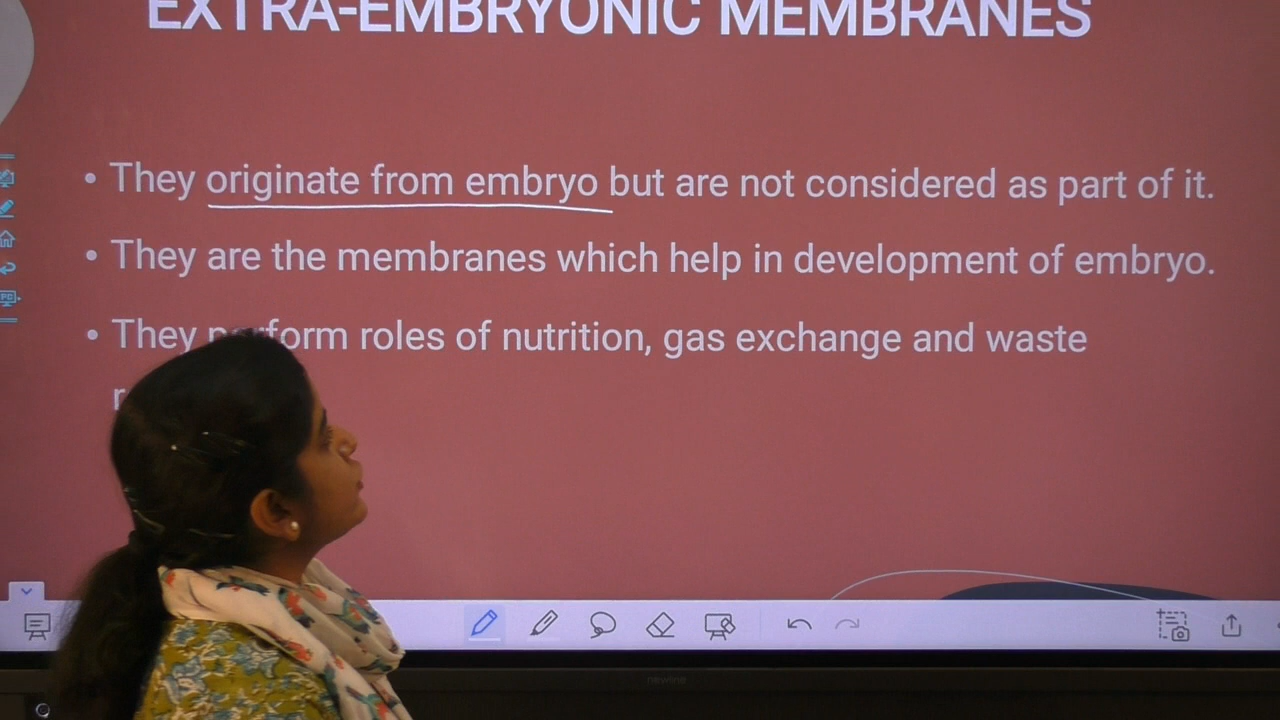 EXTRA-EMBRYONIC MEMBRANES
• They originate from embryo but are not considered as part of it.
• They are the membranes which help in development of embryo.
• They perform roles of nutrition, gas exchange and waste
newline